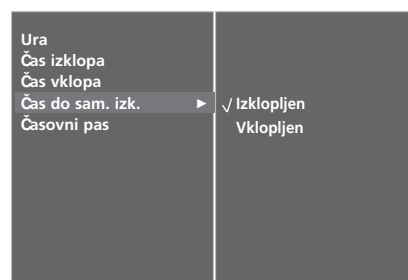 Ura
Čas izklopa
Čas vklopa
Čas do sam. izk. ►
Časovni pas
√ Izklopljen
Vklopljen